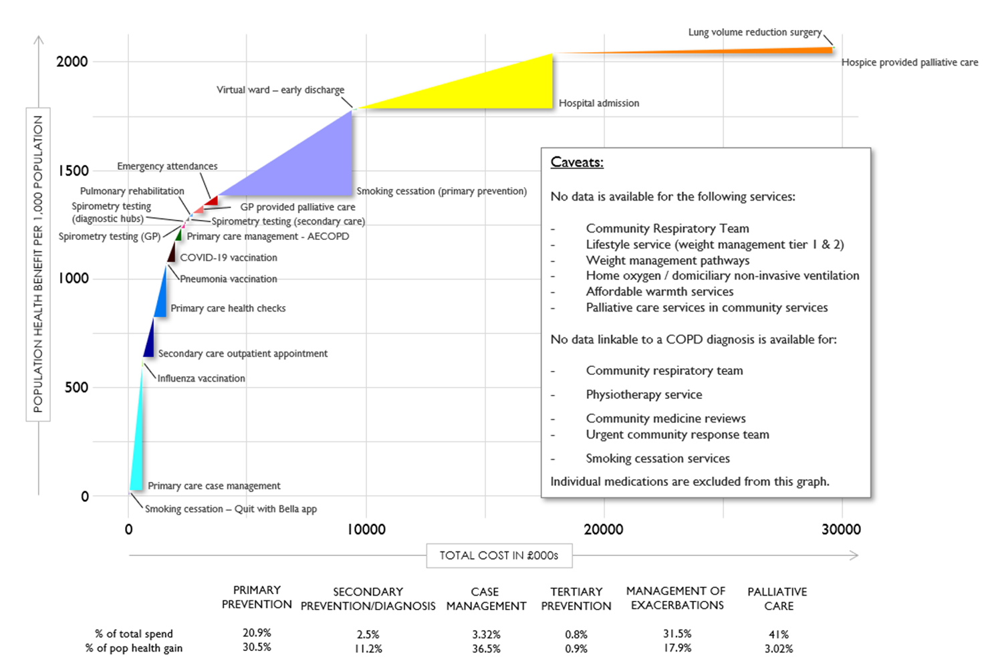 Lung volume reduction surgery
2000
Hospice provided palliative care
Virtual ward – early discharge
Hospital admission
POPULATION HEALTH BENEFIT PER 1,000 POPULATION
Emergency attendances
1500
Pulmonary rehabilitation
Smoking cessation (primary prevention)
Spirometry testing
(diagnostic hubs)
GP provided palliative care
Spirometry testing (secondary care)
Spirometry testing (GP)
Primary care management - AECOPD
COVID-19 vaccination
1000
Pneumonia vaccination
Primary care health checks
Secondary care outpatient appointment
Influenza vaccination
500
Primary care case management
0
Smoking cessation – Quit with Bella app
Caveats:
No data is available for the following services:
- Community Respiratory Team
- Lifestyle service (weight management tier 1 & 2)
- Weight management pathways
- Home oxygen / domiciliary non-invasive ventilation
- Affordable warmth services
- Palliative care services in community services
No data linkable to a COPD diagnosis is available for:
- Community respiratory team
- Physiotherapy service
- Community medicine reviews
- Urgent community response team
- Smoking cessation services
Individual medications are excluded from this graph.
0 10000 20000 30000
TOTAL COST IN £000s
PRIMARY SECONDARY CASE TERTIARY MANAGEMENT OF PALLIATIVE
PREVENTION PREVENTION/DIAGNOSIS MANAGEMENT PREVENTION EXACERBATIONS CARE
% of total spend 20.9% 2.5% 3.32% 0.8% 31.5% 41%
% of pop health gain 30.5% 11.2% 36.5% 0.9% 17.9% 3.02%